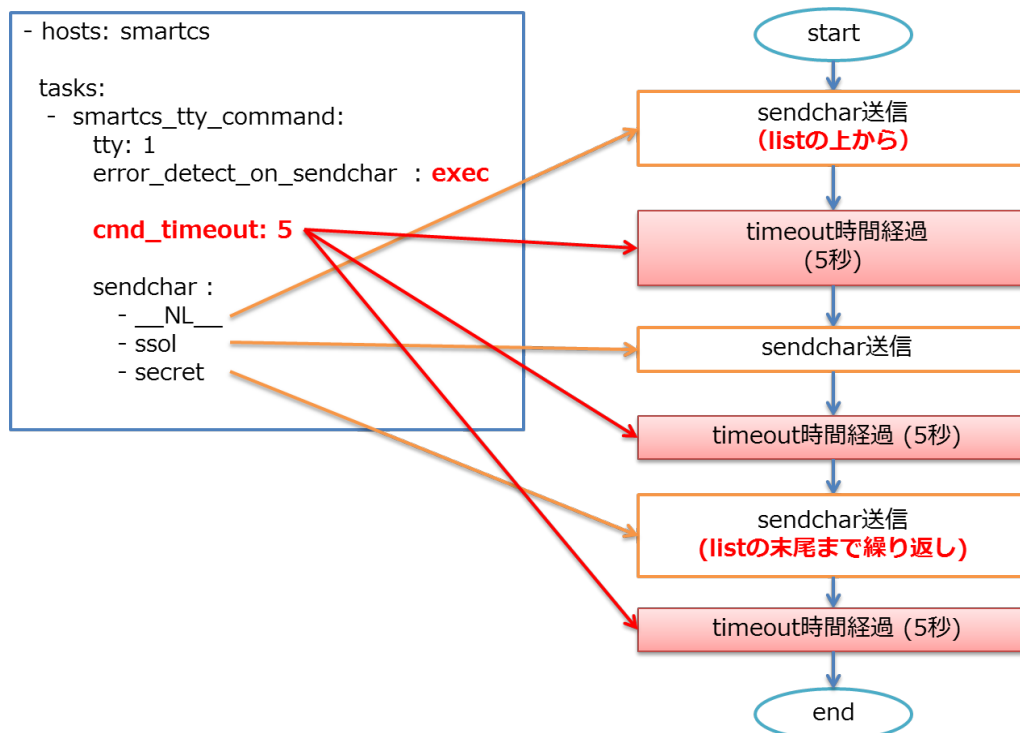 - hosts: smartcs
tasks:
- smartcs_tty_command:
tty: 1
error_detect_on_sendchar : exec
cmd_timeout: 5
sendchar :
- __NL__
- ssol
- secret
start
sendchar送信
（listの上から）
timeout時間経過
(5秒)
sendchar送信
timeout時間経過 (5秒)
sendchar送信
(listの末尾まで繰り返し)
timeout時間経過 (5秒)
end